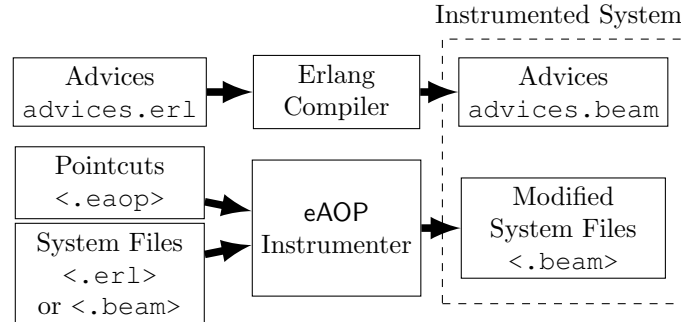 Instrumented System
Advices
advices.erl
Erlang
Compiler
Advices
advices.beam
Pointcuts
<.eaop>
System Files
<.erl>
or <.beam>
eAOP
Instrumenter
Modified
System Files
<.beam>